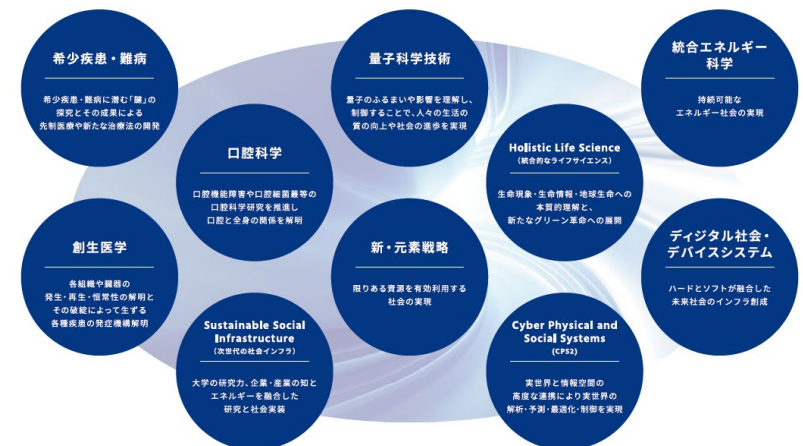 希少疾患・難病
希少疾患・難病に潜む「鍵」の
探究とその成果による
先制医療や新たな治療法の開発
量子科学技術
量子のふるまいや影響を理解し、
制御することで、人々の生活の
質の向上や社会の進歩を実現
統合エネルギー
科学
持続可能な
エネルギー社会の実現
口腔科学
口腔機能障害や口腔細菌叢等の
口腔科学研究を推進し
口腔と全身の関係を解明
Holistic Life Science
(統合的なライフサイエンス)
生命現象・生命情報・地球生命への
本質的理解と、
新たなグリーン革命への展開
創生医学
各組織や臓器の
発生・再生・恒常性の解明と
その破綻によって生ずる
各種疾患の発症機構解明
新・元素戦略
限りある資源を有効利用する
社会の実現
ディジタル社会・
デバイスシステム
ハードとソフトが融合した
未来社会のインフラ創成
Sustainable Social
Infrastructure
(次世代の社会インフラ)
大学の研究力、企業・産業の知と
エネルギーを融合した
研究と社会実装
Cyber Physical and
Social Systems
(CPS2)
実世界と情報空間の
高度な連携により実世界の
解析・予測・最適化・制御を実現